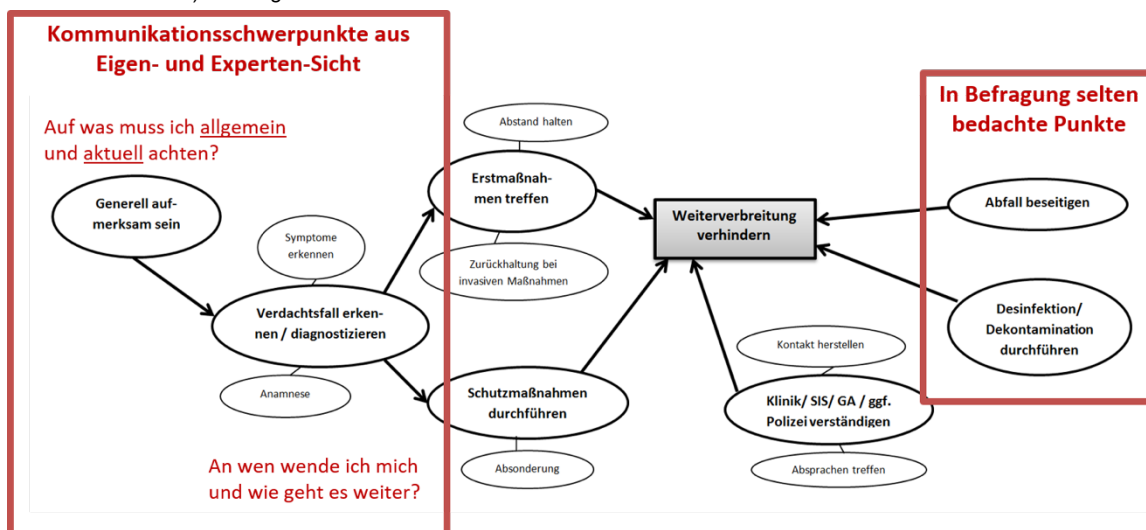 Kommunikationsschwerpunkte aus
Eigen- und Experten-Sicht
Auf was muss ich allgemein
und aktuell achten?
Generell auf-
merksam sein
Symptome
erkennen
Verdachtsfall erken-
nen / diagnostizieren
Anamnese
An wen wende ich mich
und wie geht es weiter?
Abstand halten
Erstmaßnah-
men treffen
Zurückhaltung bei
invasiven Maßnahmen
Schutzmaßnahmen
durchführen
Absonderung
Weiterverbreitung
verhindern
Kontakt herstellen
Klinik/ SIS/ GA / ggf.
Polizei verständigen
Absprachen treffen
In Befragung selten
bedachte Punkte
Abfall beseitigen
Desinfektion/
Dekontamination
durchführen